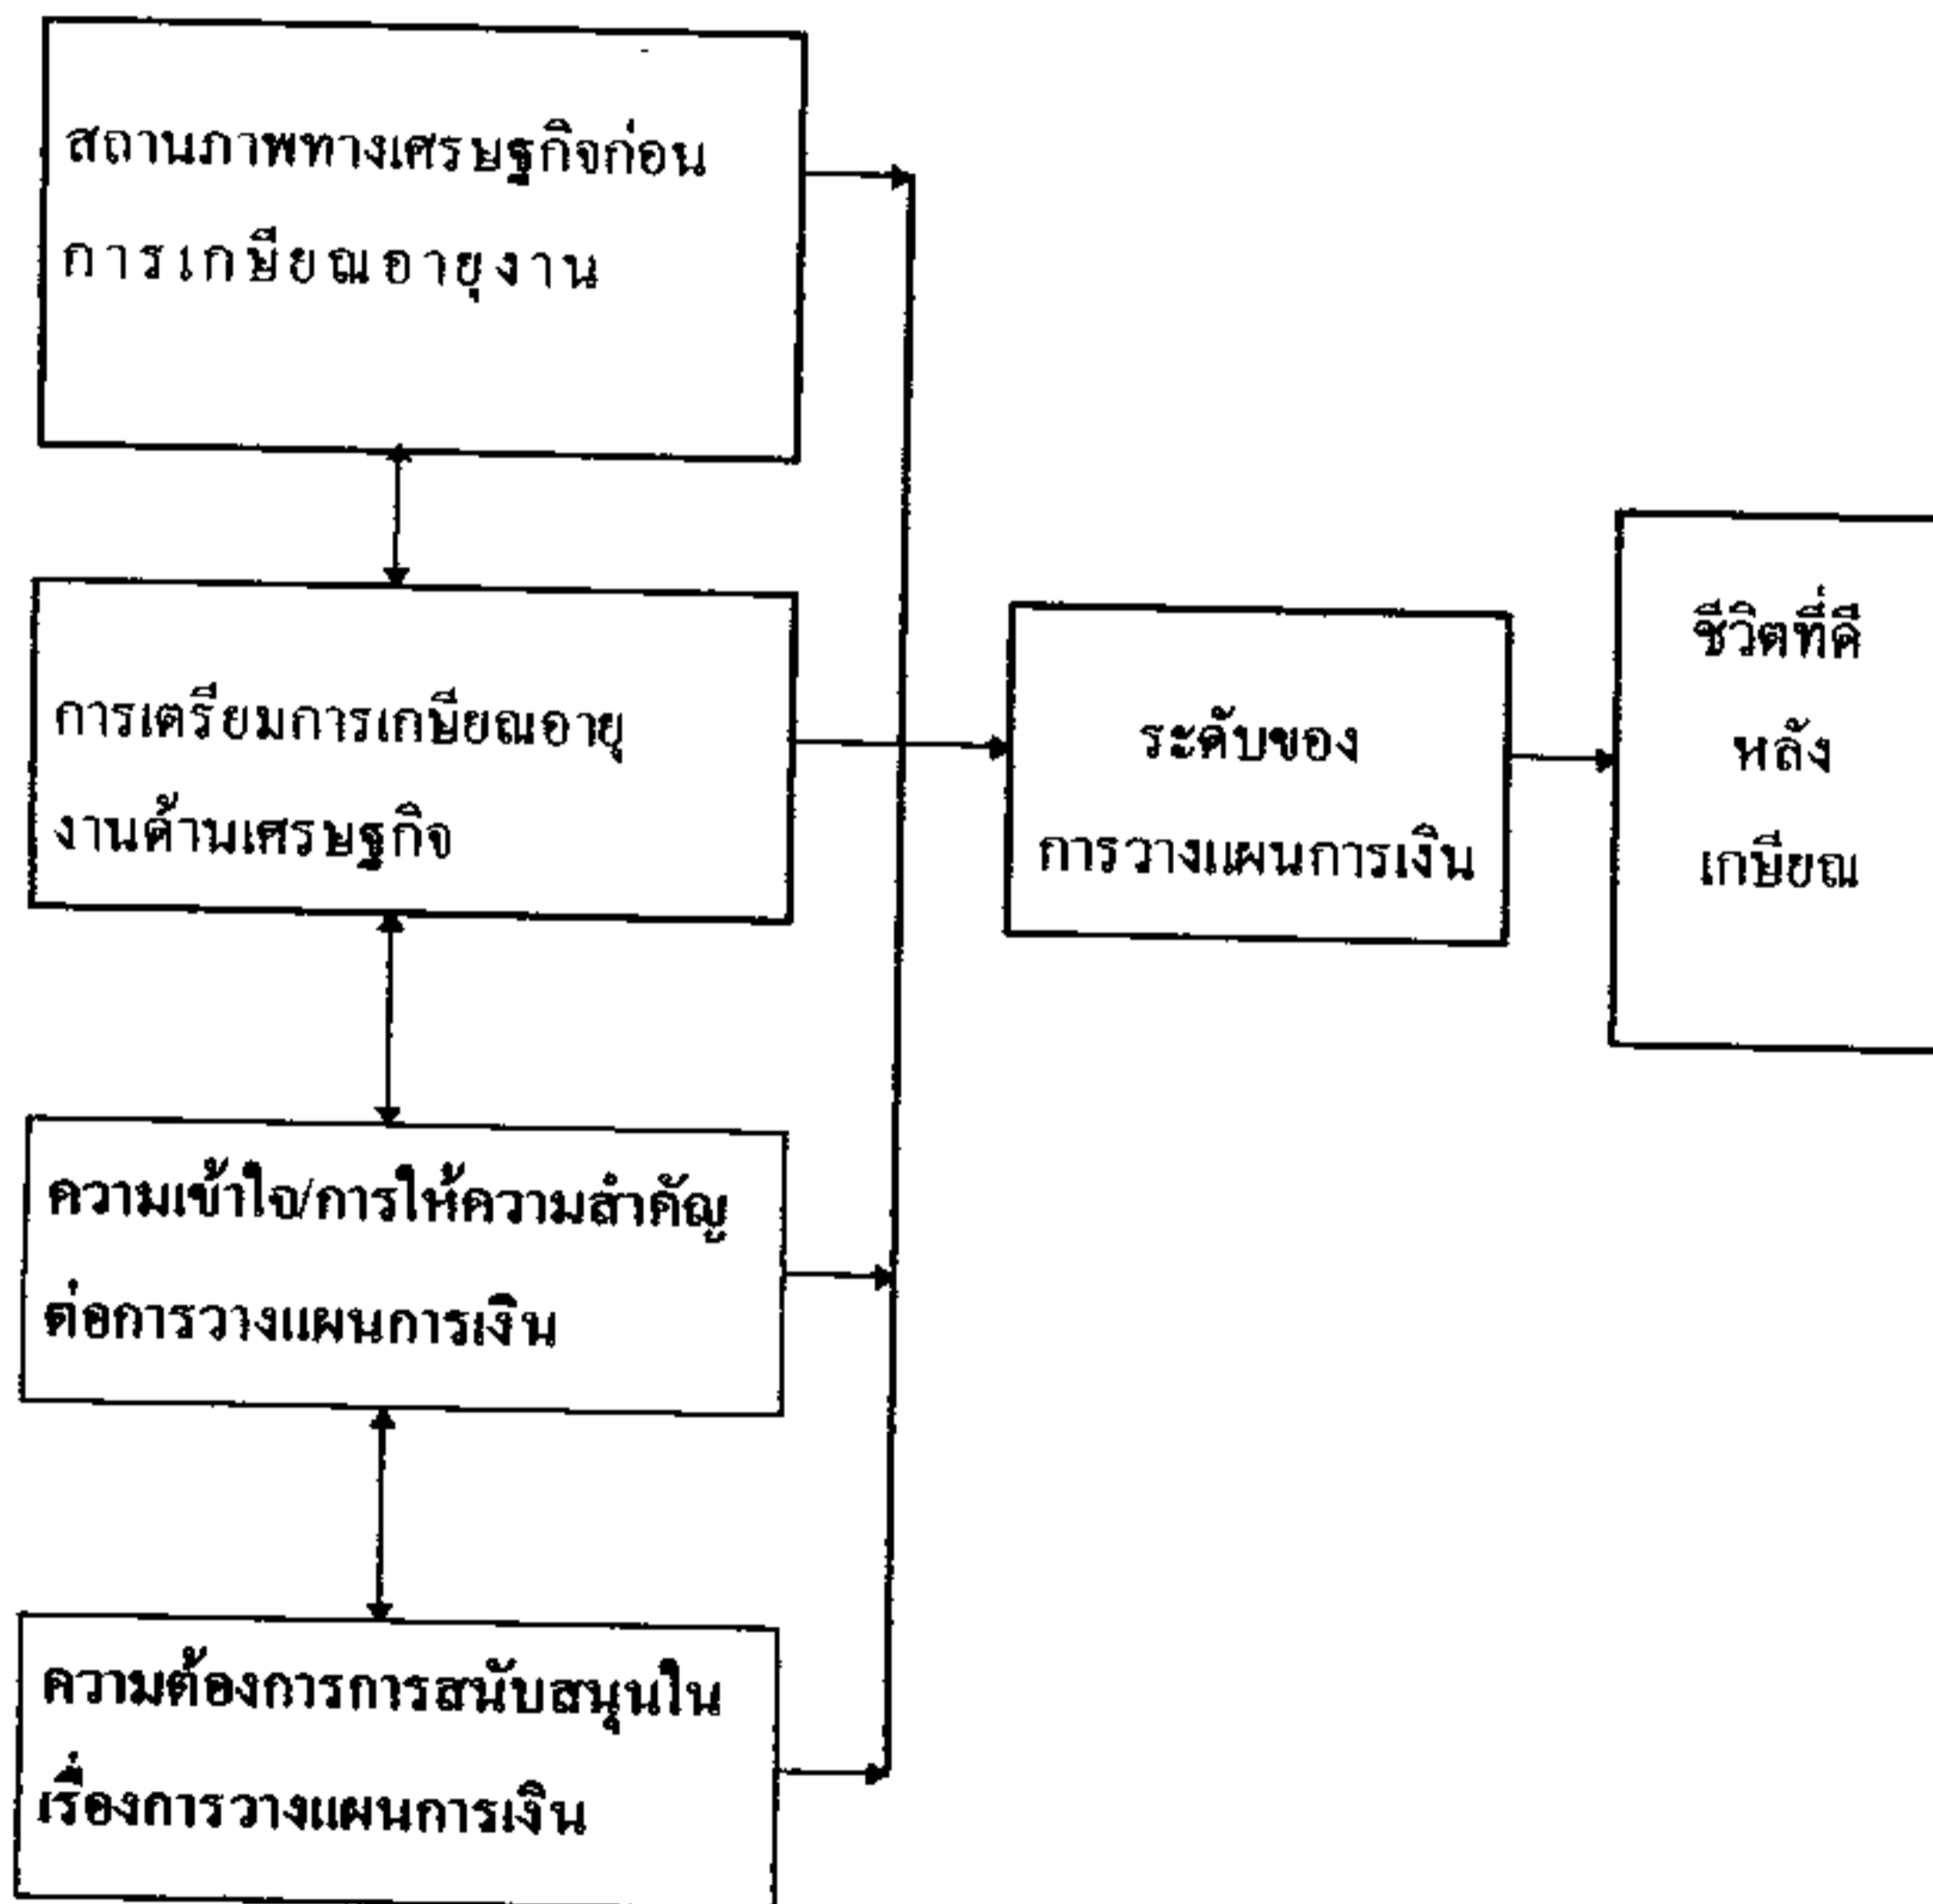 สถานภาพทางเศรษฐกิจก่อน
การเกษียณอายุงาน
การเตรียมการเกษียณอายุ
งานด้านเศรษฐกิจ
ความเข้าใจ/การให้ความสำคัญ
ต่อการวางแผนการเงิน
ความต้องการการสนับสนุนใน
เรื่องการวางแผนการเงิน
ระดับของ
การวางแผนการเงิน
ชีวิตที่ดี
หลัง
เกษียณ